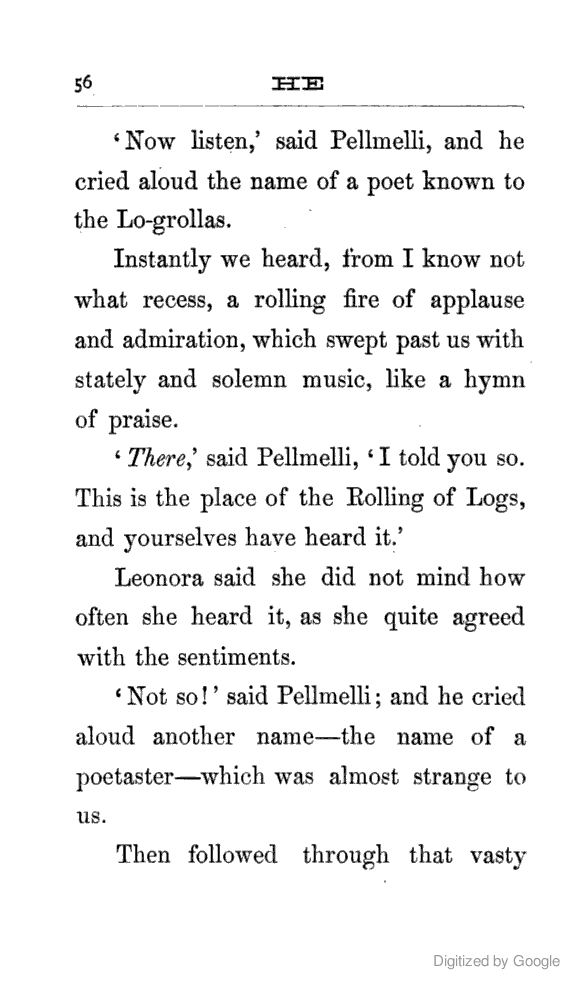 56 HE
‘Now listen,’ said Pellmelli, and he
cried aloud the name of a poet known to
the Lo-grollas.
Instantly we heard, from I know not
what recess, a rolling fire of applause
and admiration, which swept past us with
stately and solemn music, like a hymn
of praise.
‘There,’ said Pellmelli, ‘I told you so.
This is the place of the Rolling of Logs,
and yourselves have heard it.’
Leonora said she did not mind how
often she heard it, as she quite agreed
with the sentiments.
‘Not so!’ said Pellmelli; and he cried
aloud another name—the name of a
poetaster—which was almost strange to
us.
Then followed through that vasty
Digitized by Google